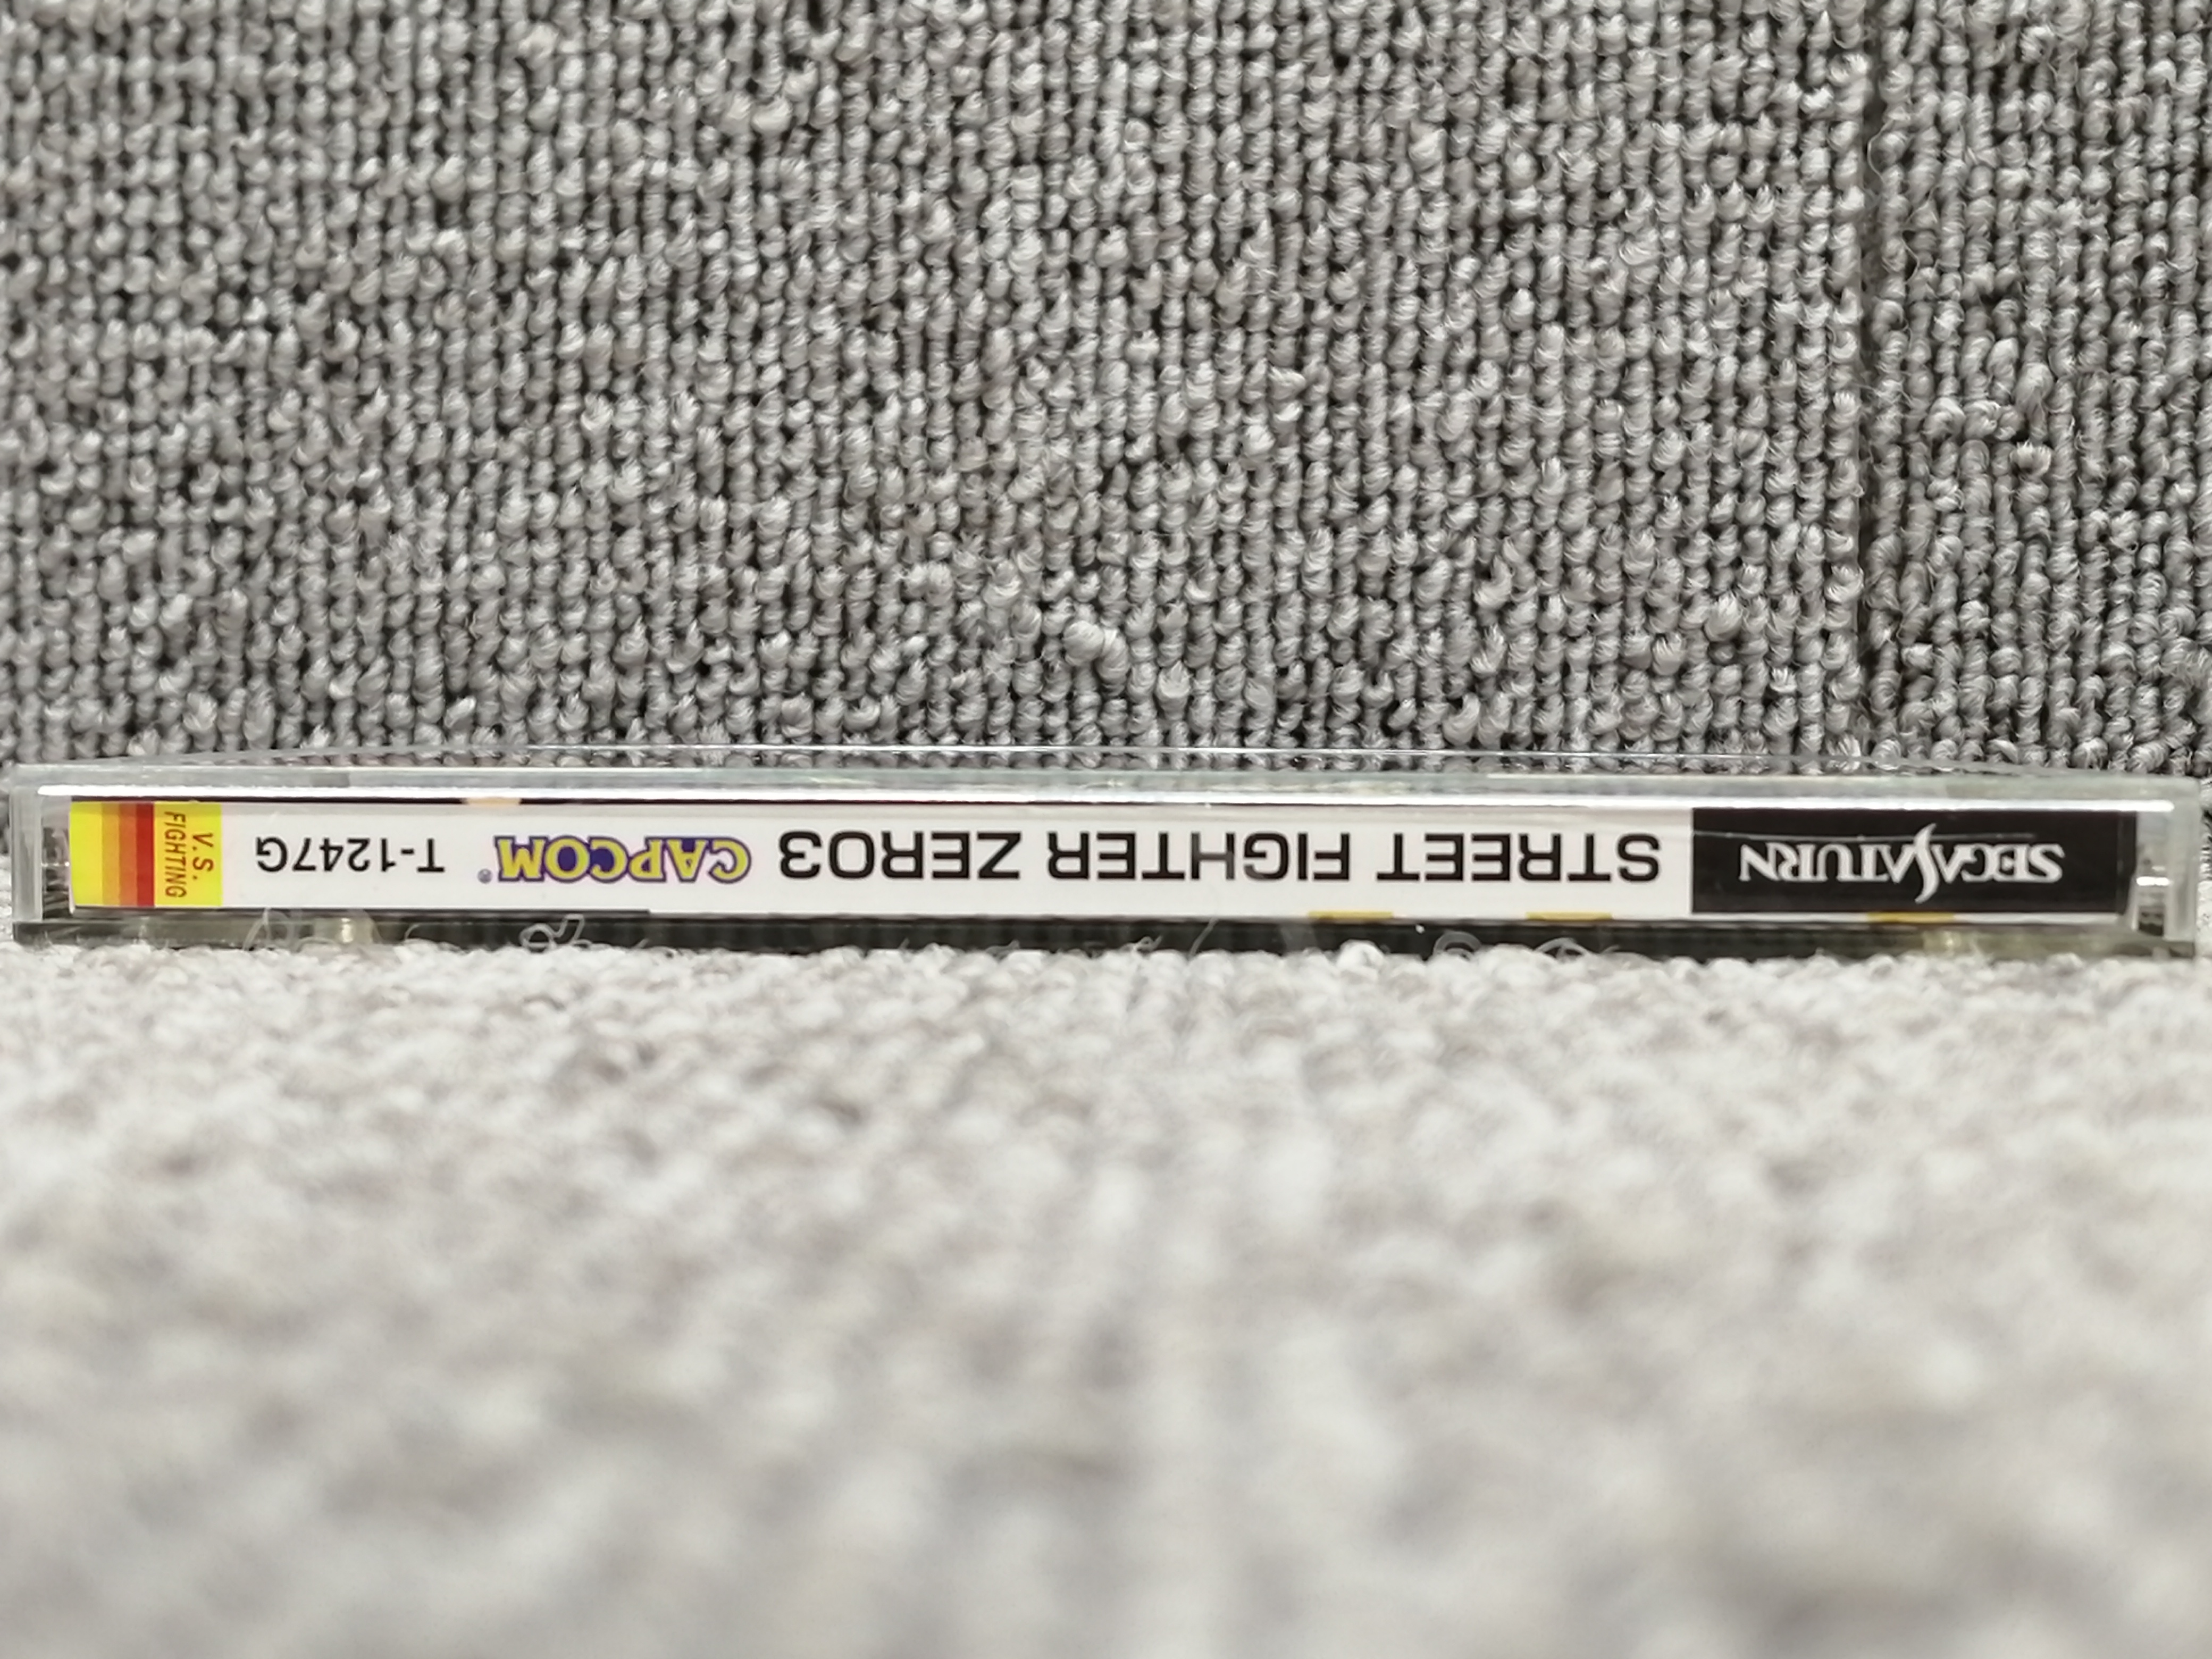 SEGASATURN
STREET FIGHTER ZERO3
CAPCOM®
T-1247G
V.S.
FIGHTING